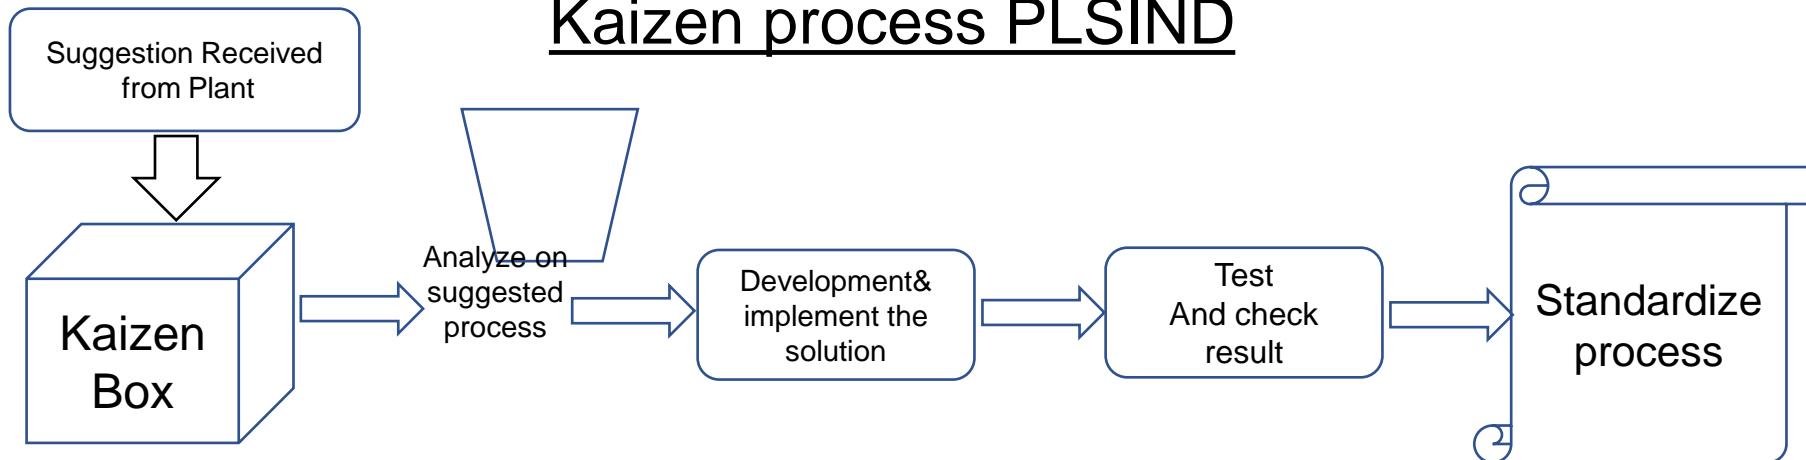 Kaizen process PLSIND
Suggestion Received
from Plant
Kaizen
Box
Analyze on
suggested
process
Development&
implement the
solution
Test
And check
result
Standardize
process